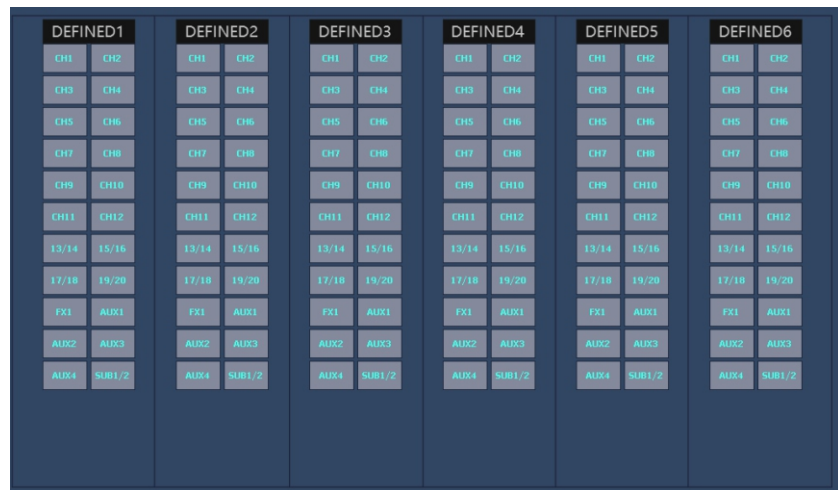 DEFINED1 DEFINED2 DEFINED3 DEFINED4 DEFINED5 DEFINED6
CH1 CH2 CH1 CH2 CH1 CH2 CH1 CH2 CH1 CH2 CH1 CH2
CH3 CH4 CH3 CH4 CH3 CH4 CH3 CH4 CH3 CH4 CH3 CH4
CH5 CH6 CH5 CH6 CH5 CH6 CH5 CH6 CH5 CH6 CH5 CH6
CH7 CH8 CH7 CH8 CH7 CH8 CH7 CH8 CH7 CH8 CH7 CH8
CH9 CH10 CH9 CH10 CH9 CH10 CH9 CH10 CH9 CH10 CH9 CH10
CH11 CH12 CH11 CH12 CH11 CH12 CH11 CH12 CH11 CH12 CH11 CH12
13/14 15/16 13/14 15/16 13/14 15/16 13/14 15/16 13/14 15/16 13/14 15/16
17/18 19/20 17/18 19/20 17/18 19/20 17/18 19/20 17/18 19/20 17/18 19/20
FX1 AUX1 FX1 AUX1 FX1 AUX1 FX1 AUX1 FX1 AUX1 FX1 AUX1
AUX2 AUX3 AUX2 AUX3 AUX2 AUX3 AUX2 AUX3 AUX2 AUX3 AUX2 AUX3
AUX4 SUB1/2 AUX4 SUB1/2 AUX4 SUB1/2 AUX4 SUB1/2 AUX4 SUB1/2 AUX4 SUB1/2